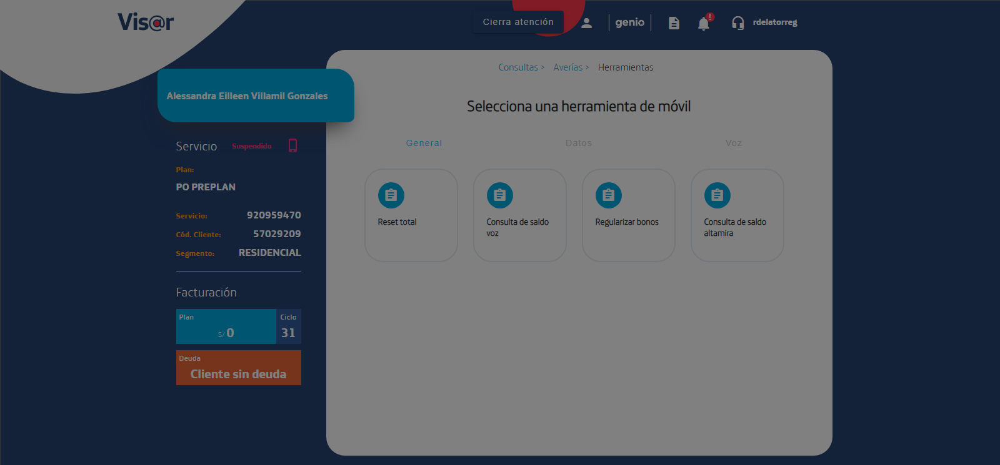 Vis@r
Cierra atención
genio
!
rdelatorreg
Consultas > Averías > Herramientas
Alessandra Eilleen Villamil Gonzales
Selecciona una herramienta de móvil
Servicio Suspendido
General Datos Voz
Plan:
PO PREPLAN
Servicio: 920959470
Cód. Cliente: 57029209
Segmento: RESIDENCIAL
Reset total
Consulta de saldo
voz
Regularizar bonos
Consulta de saldo
altamira
Facturación
Plan Ciclo
S/ 0 31
Deuda
Cliente sin deuda